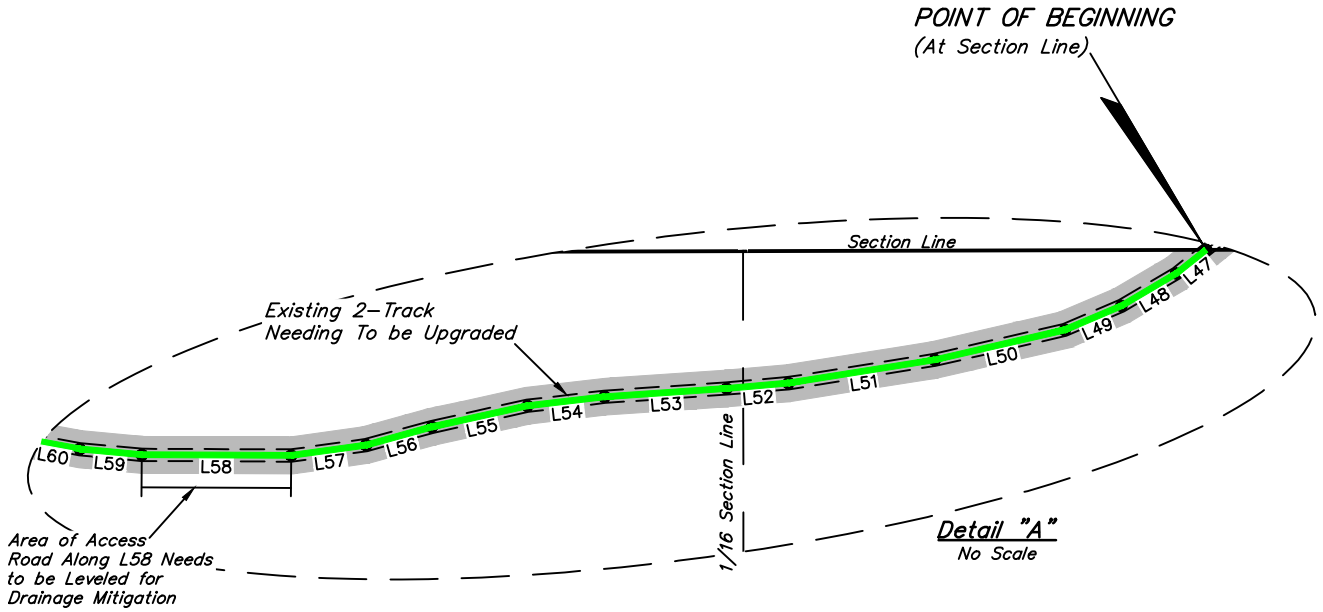 POINT OF BEGINNING
(At Section Line)
Section Line
L47
L48
L49
L50
L51
L52
L53
L54
L55
L56
L57
L58
L59
L60
Existing 2-Track
Needing To be Upgraded
1/16 Section Line
Area of Access
Road Along L58 Needs
to be Leveled for
Drainage Mitigation
Detail "A"
No Scale